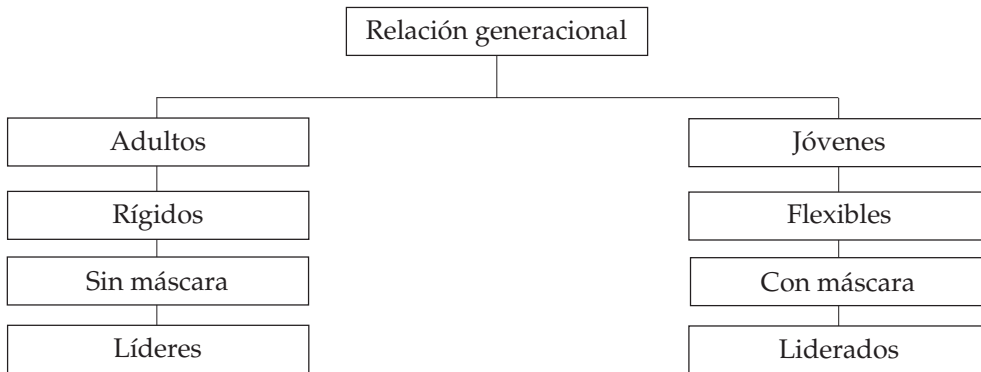 Relación generacional
Adultos
Jóvenes
Rígidos
Flexibles
Sin máscara
Con máscara
Líderes
Liderados